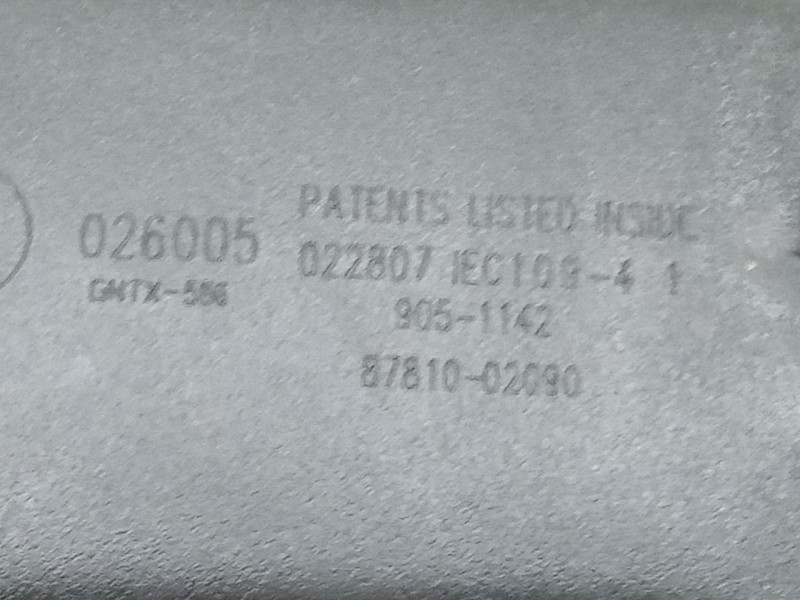 026005
GNTX-586
PATENTS LISTED INSIDE
022807 IEC109-4 1
905-1142
87810-02090